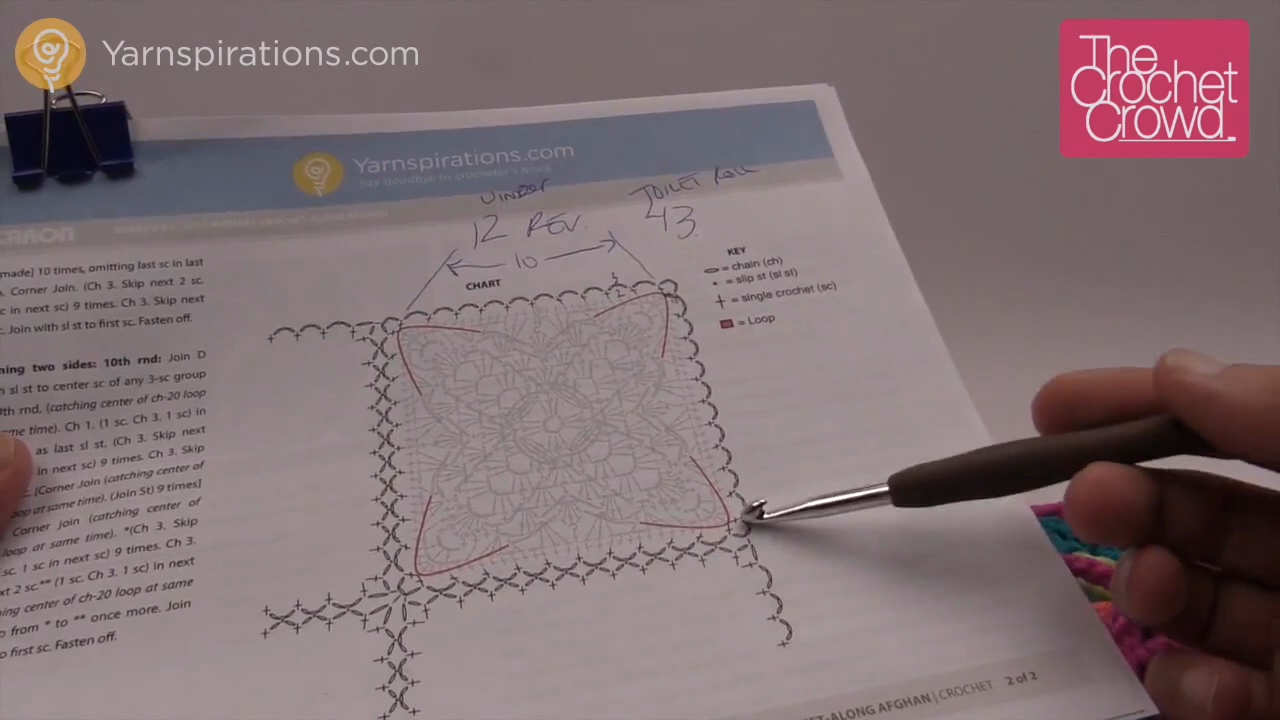 Yarnspirations.com
The
Crochet
Crowd
Yarnspirations.com
Say goodbye to crocheter's block
CARON
12 REV.
TOILET ROLL
43
10
CHART
KEY
= chain (ch)
= slip st (sl st)
= single crochet (sc)
= Loop
made] 10 times, omitting last sc in last
Corner Join. (Ch 3. Skip next 2 sc.
in next sc) 9 times. Ch 3. Skip
Join with sl st to first sc. Fasten off.
ning two sides: 10th rnd: Join D
sl st to center sc of any 3-sc group
rnd, (catching center of ch-20 loop
time). Ch 1. (1 sc. Ch 3. 1 sc) in
as last sl st. (Ch 3. Skip next
in next sc) 9 times. Ch 3. Skip
[Corner Join (catching center of
loop at same time). (Join St) 9 times]
Corner Join (catching center of
loop at same time). *(Ch 3. Skip
sc. 1 sc in next sc) 9 times. Ch 3.
xt 2 sc.** (1 sc. Ch 3. 1 sc) in next
ing center of ch-20 loop at same
from * to ** once more. Join
first sc. Fasten off.
ET-ALONG AFGHAN | CROCHET 2 of 2